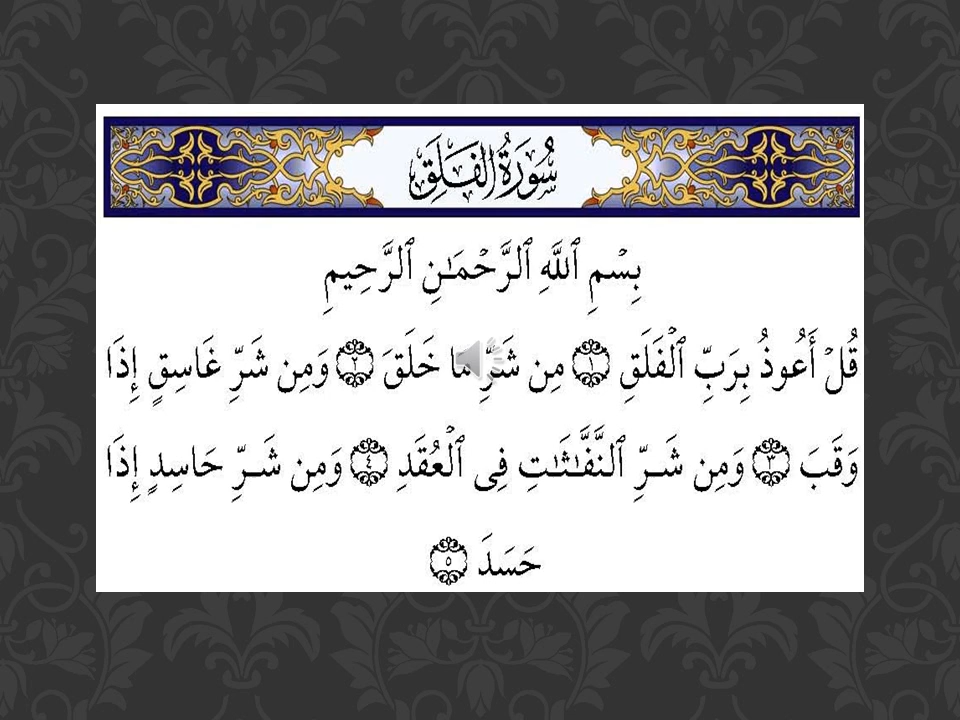 سُورَةُ الفَلَقِ
بِسْمِ ٱللَّهِ ٱلرَّحْمَـٰنِ ٱلرَّحِيمِ
قُلْ أَعُوذُ بِرَبِّ ٱلْفَلَقِ ۝١ مِن شَرِّ مَا خَلَقَ ۝٢ وَمِن شَرِّ غَاسِقٍ إِذَا
وَقَبَ ۝٣ وَمِن شَرِّ ٱلنَّفَّـٰثَـٰتِ فِى ٱلْعُقَدِ ۝٤ وَمِن شَرِّ حَاسِدٍ إِذَا
حَسَدَ ۝٥